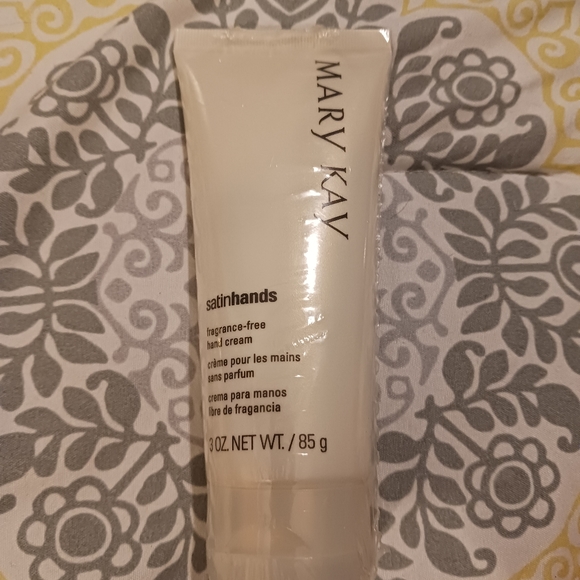 MARY KAY
satinhands
fragrance-free
hand cream
crème pour les mains
sans parfum
crema para manos
libre de fragancia
3 OZ. NET WT. / 85 g